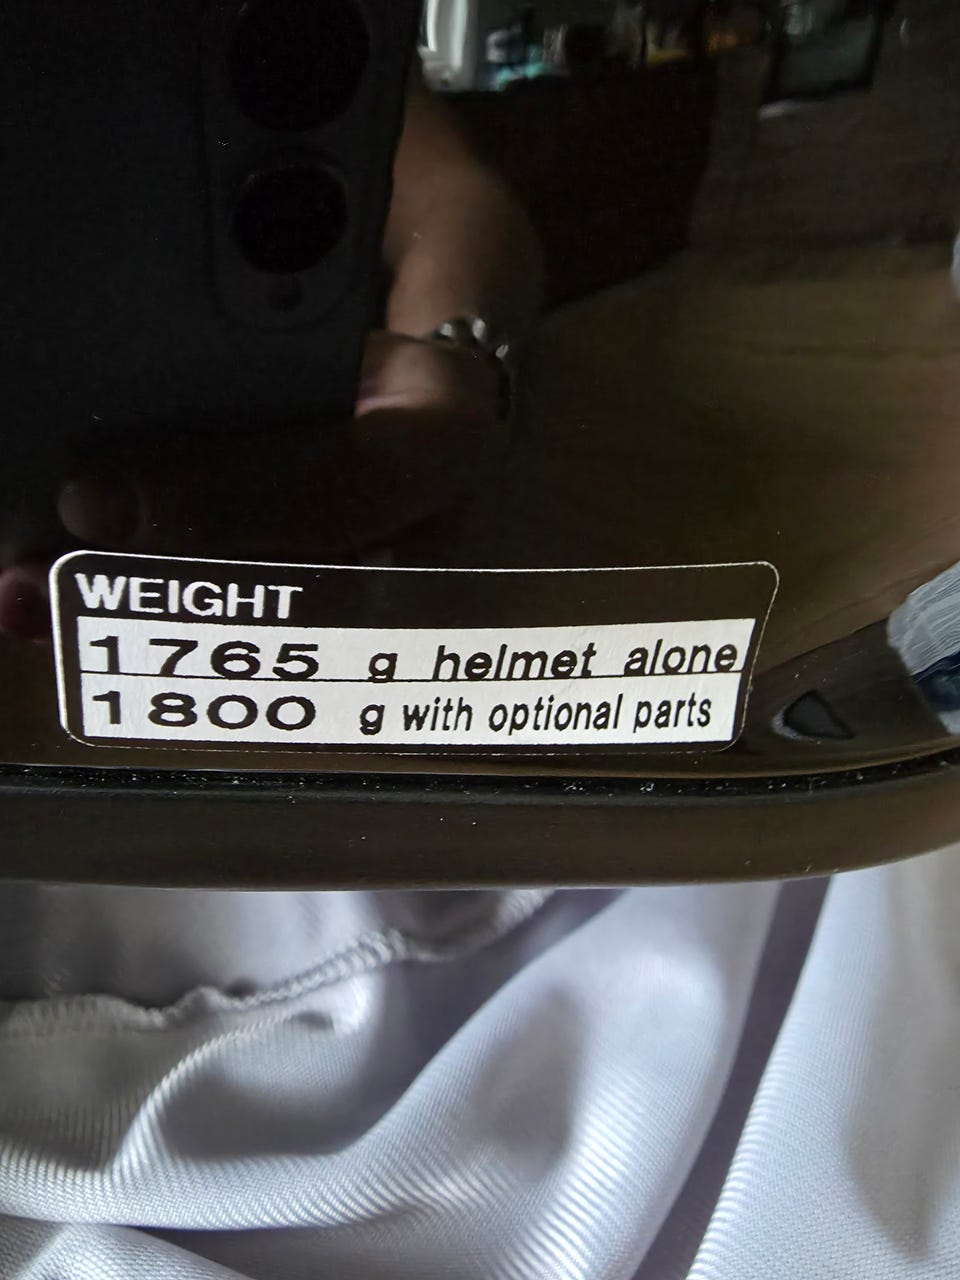 WEIGHT
1765 g helmet alone
1800 g with optional parts